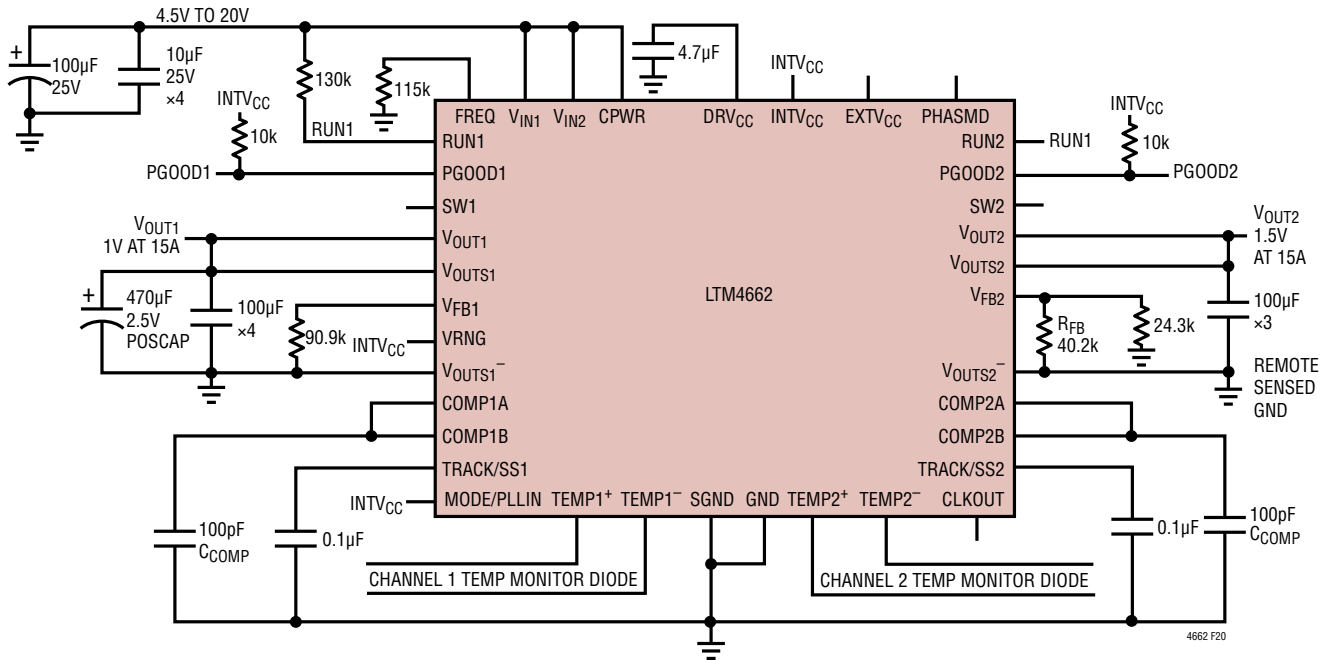 4.5V TO 20V
100µF
25V
10µF
25V
×4
130k
115k
4.7µF
INTVCC
INTVCC
10k
RUN1
PGOOD1
FREQ
VIN1
VIN2
CPWR
DRVCC
INTVCC
EXTVCC
PHASMD
RUN1
PGOOD1
SW1
VOUT1
VOUTS1
VFB1
VRNG
VOUTS1−
COMP1A
COMP1B
TRACK/SS1
MODE/PLLIN
TEMP1+
TEMP1−
SGND
GND
TEMP2+
TEMP2−
CLKOUT
LTM4662
RUN2
PGOOD2
SW2
VOUT2
VOUTS2
VFB2
VOUTS2−
COMP2A
COMP2B
TRACK/SS2
RUN1
INTVCC
10k
PGOOD2
VOUT1
1V AT 15A
470µF
2.5V
POSCAP
100µF
×4
90.9k
INTVCC
VOUT2
1.5V
AT 15A
RFB
40.2k
24.3k
100µF
×3
REMOTE
SENSED
GND
INTVCC
100pF
CCOMP
0.1µF
CHANNEL 1 TEMP MONITOR DIODE
CHANNEL 2 TEMP MONITOR DIODE
0.1µF
100pF
CCOMP
4662 F20